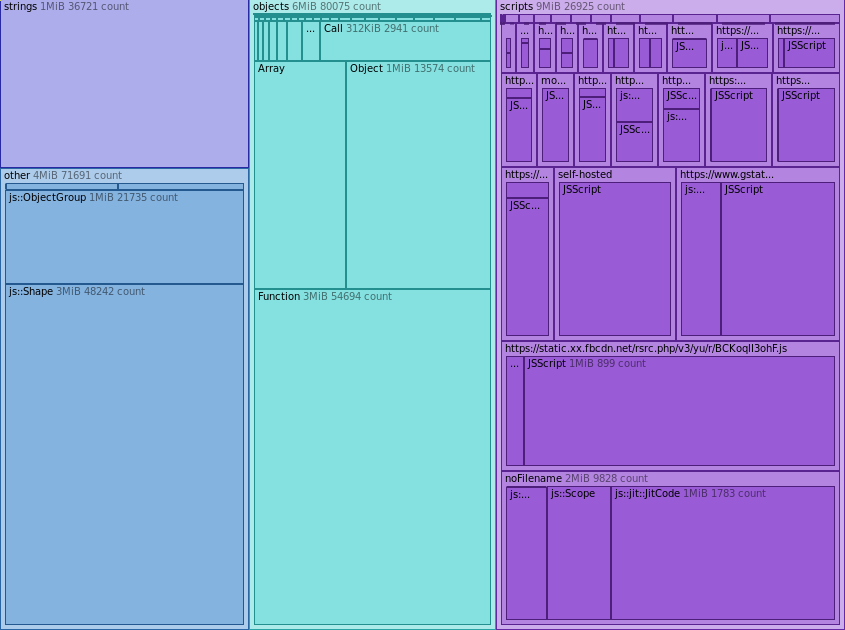 strings 1MiB 36721 count
other 4MiB 71691 count
js::ObjectGroup 1MiB 21735 count
js::Shape 3MiB 48242 count
objects 6MiB 80075 count
... Call 312KiB 2941 count
Array Object 1MiB 13574 count
Function 3MiB 54694 count
scripts 9MiB 26925 count
... h... h... h... ht... ht... htt... https://... https://...
JS... j... JS... JSScript
http... mo... http... http... http... https:... https...
JS... JS... JS... js:... JSSc... JSScript JSScript
JSSc... js:...
https://... self-hosted https://www.gstat...
JSSc... JSScript js:... JSScript
https://static.xx.fbcdn.net/rsrc.php/v3/yu/r/BCKoqlI3ohF.js
... JSScript 1MiB 899 count
noFilename 2MiB 9828 count
js:... js::Scope js::jit::JitCode 1MiB 1783 count